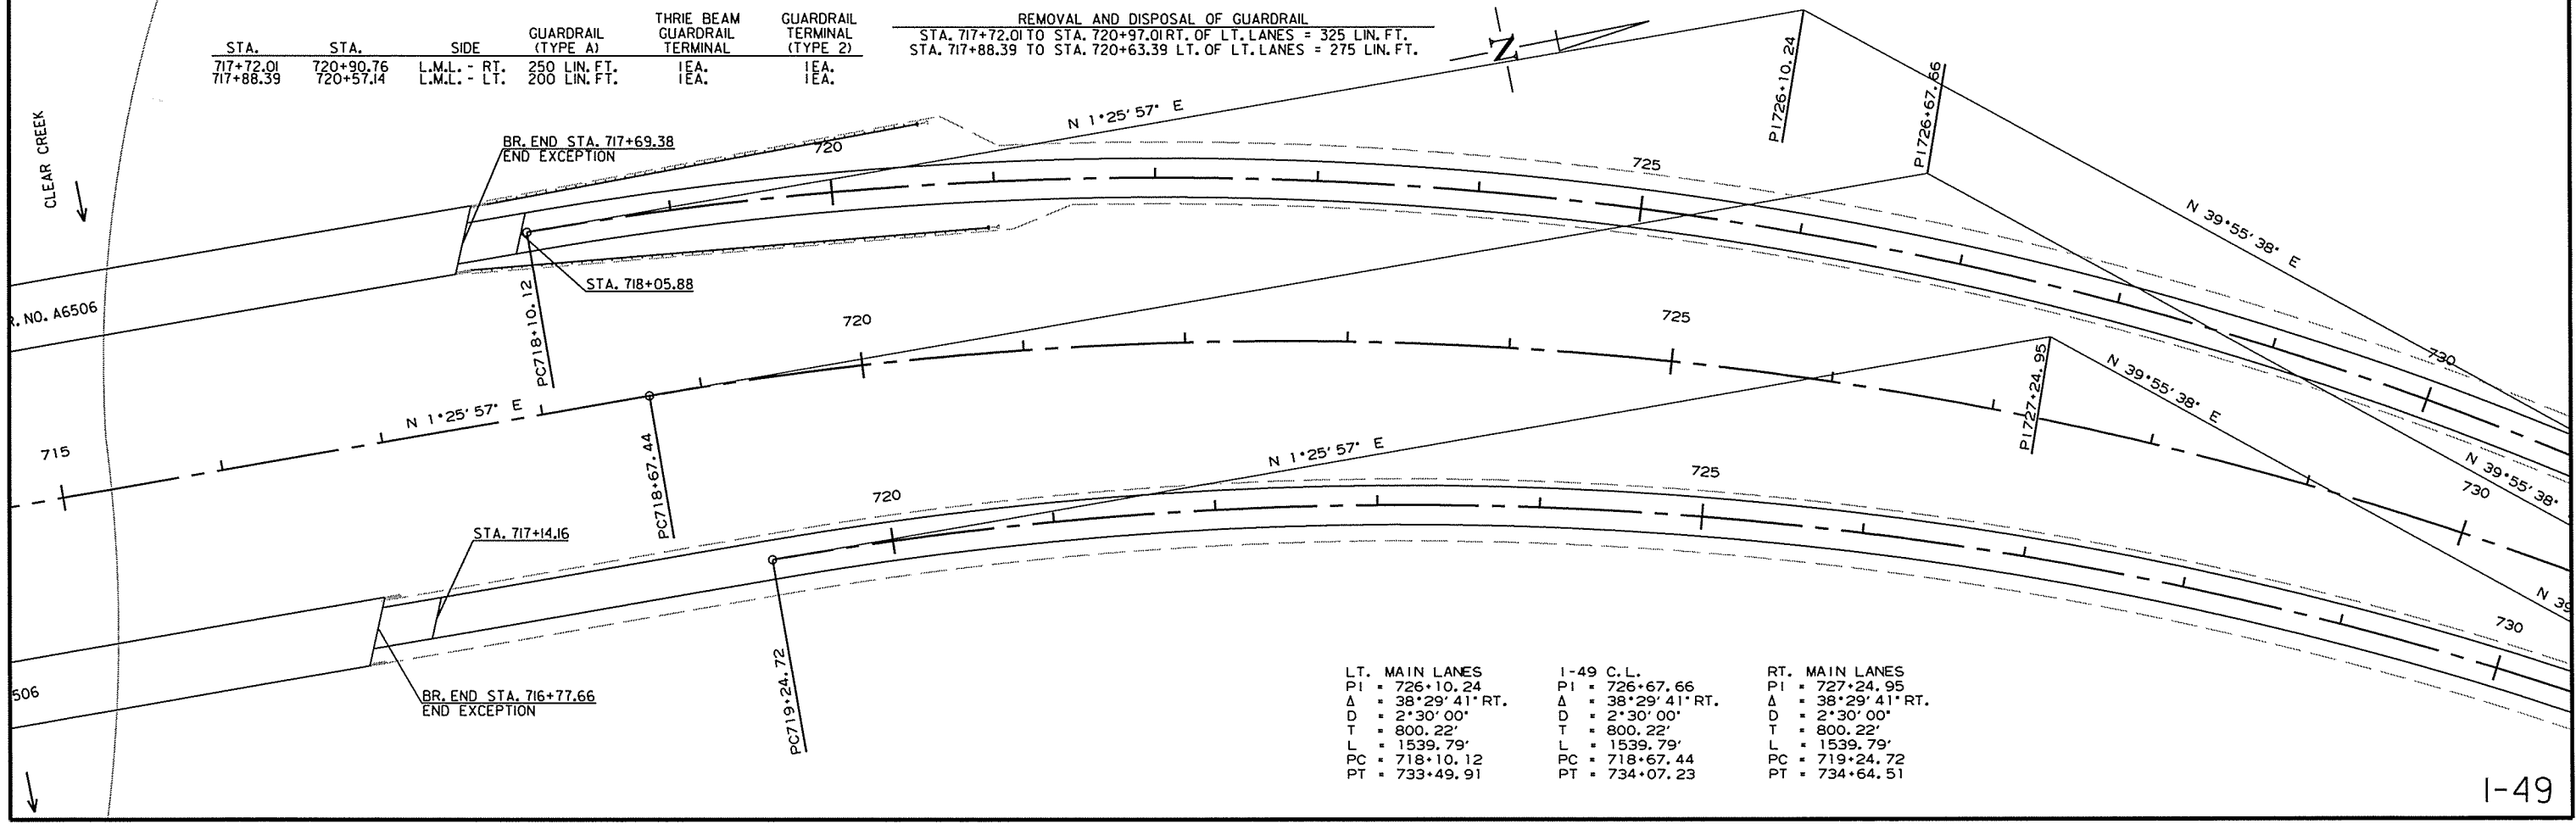 STA. STA. SIDE GUARDRAIL (TYPE A) THRIE BEAM GUARDRAIL TERMINAL GUARDRAIL TERMINAL (TYPE 2)
717+72.01 720+90.76 L.M.L. - RT. 250 LIN. FT. 1EA. 1EA.
717+88.39 720+57.14 L.M.L. - LT. 200 LIN. FT. 1EA. 1EA.
REMOVAL AND DISPOSAL OF GUARDRAIL
STA. 717+72.01 TO STA. 720+97.01 RT. OF LT. LANES = 325 LIN. FT.
STA. 717+88.39 TO STA. 720+63.39 LT. OF LT. LANES = 275 LIN. FT.
N
CLEAR CREEK
BR. END STA. 717+69.38
END EXCEPTION
720
N 1°25'57" E
725
PI726+10.24
PI726+67.66
N 39°55'38" E
STA. 718+05.88
PC718+10.12
R. NO. A6506
720
725
730
N 1°25'57" E
715
PC718+67.44
N 1°25'57" E
PI727+24.95
N 39°55'38" E
N 39°55'38"
730
720
725
STA. 717+14.16
N 39
730
506
BR. END STA. 716+77.66
END EXCEPTION
PC719+24.72
LT. MAIN LANES
PI = 726+10.24
Δ = 38°29'41" RT.
D = 2°30'00"
T = 800.22'
L = 1539.79'
PC = 718+10.12
PT = 733+49.91
I-49 C.L.
PI = 726+67.66
Δ = 38°29'41" RT.
D = 2°30'00"
T = 800.22'
L = 1539.79'
PC = 718+67.44
PT = 734+07.23
RT. MAIN LANES
PI = 727+24.95
Δ = 38°29'41" RT.
D = 2°30'00"
T = 800.22'
L = 1539.79'
PC = 719+24.72
PT = 734+64.51
I-49